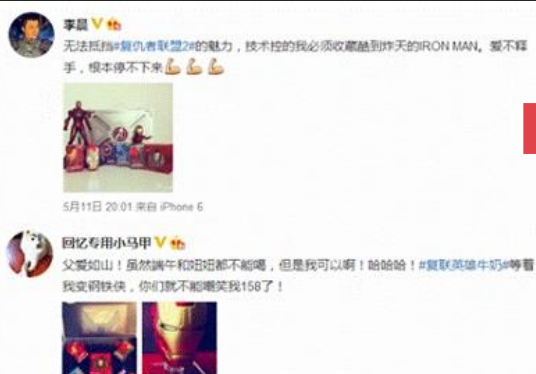 李晨
无法抵挡#复仇者联盟2#的魅力，技术控的我必须收藏酷到炸天的IRON MAN。爱不释
手，根本停不下来
5月11日 20:01 来自 iPhone 6
回忆专用小马甲
父爱如山！虽然端午和妞妞都不能喝，但是我可以啊！哈哈哈！#复联英雄牛奶#等着
我变钢铁侠，你们就不能嘲笑我158了！